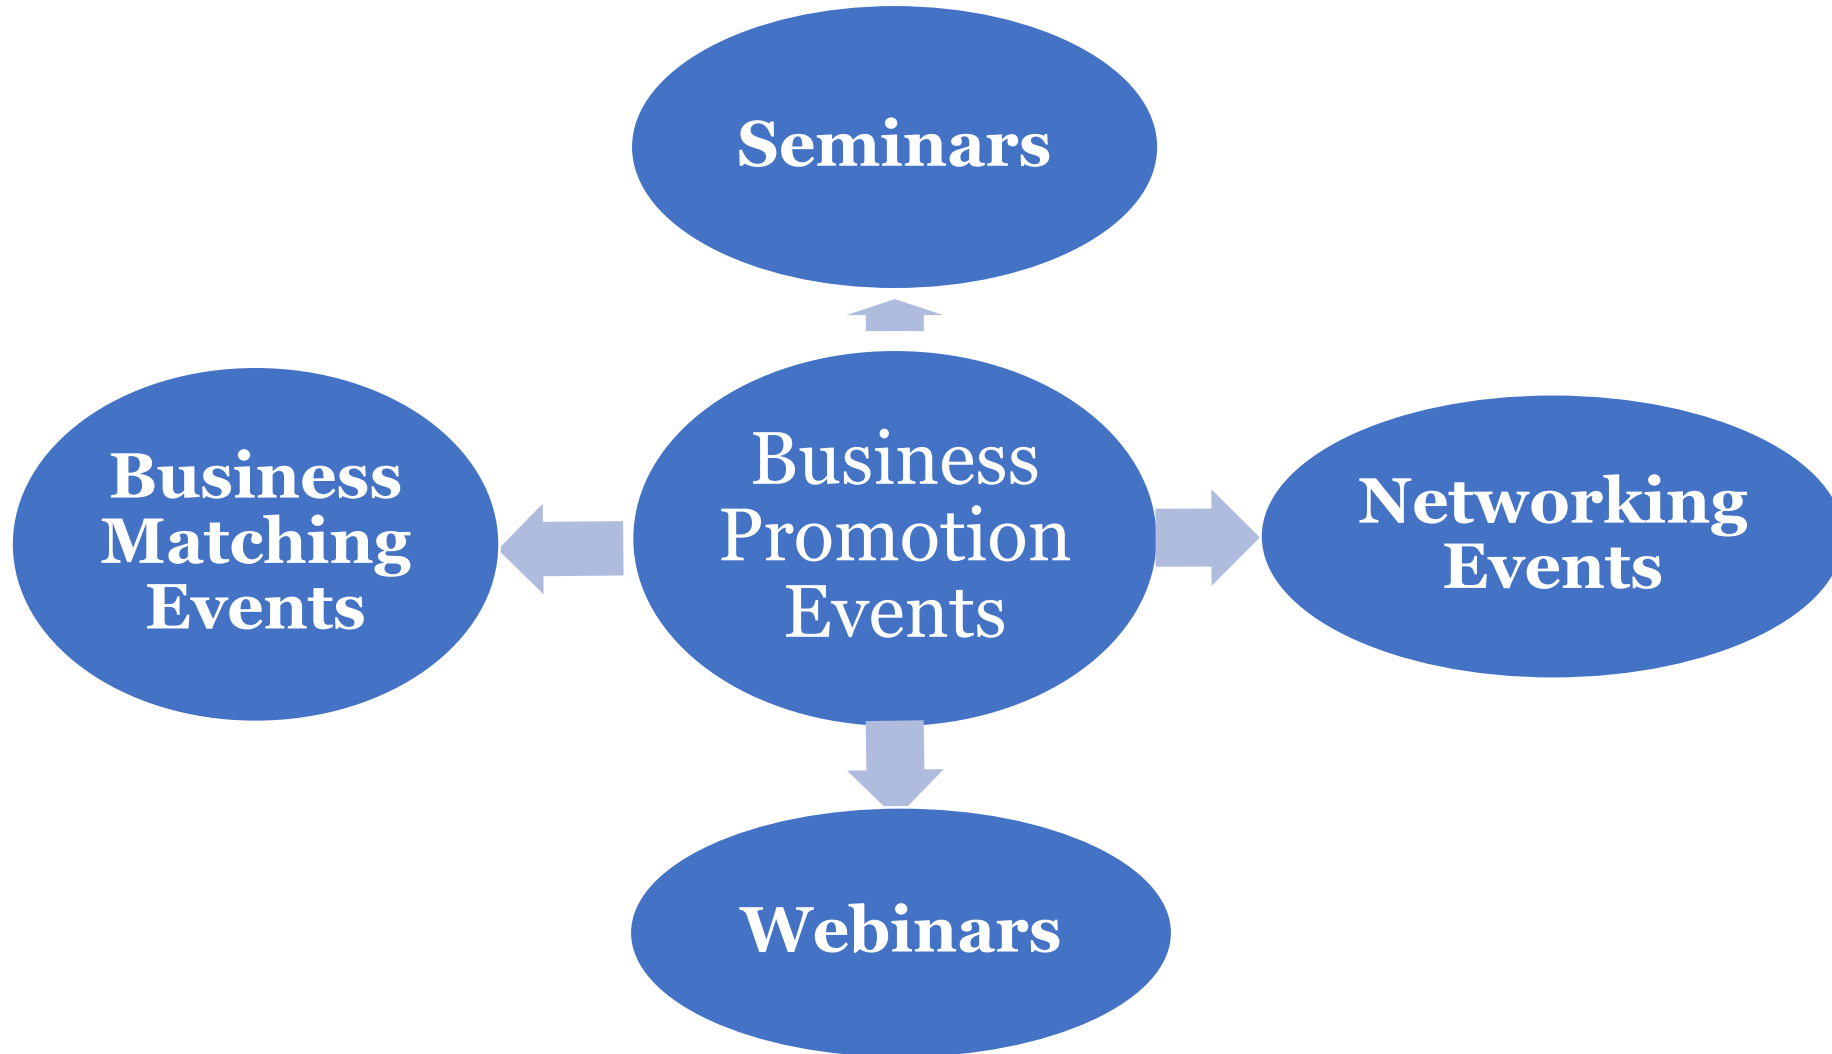 Seminars
Business
Matching
Events
Business
Promotion
Events
Networking
Events
Webinars